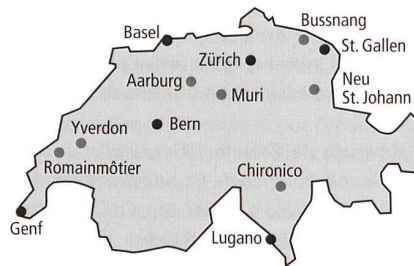 Bussnang
Basel
St. Gallen
Zürich
Aarburg
Neu
St. Johann
Muri
Yverdon
Bern
Romainmôtier
Chironico
Genf
Lugano